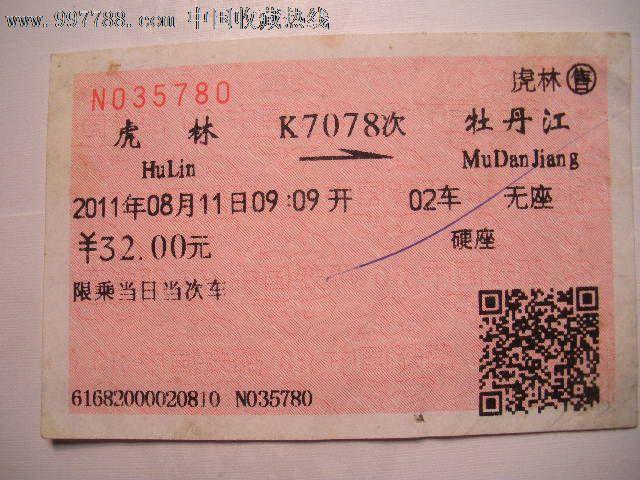 www.997788.com 中国收藏热线
N035780
虎林 售
虎 林 K7078次 牡丹江
HuLin MuDanJiang
2011年08月11日09:09开 02车 无座
¥32.00元 硬座
限乘当日当次车
61682000020810 N035780